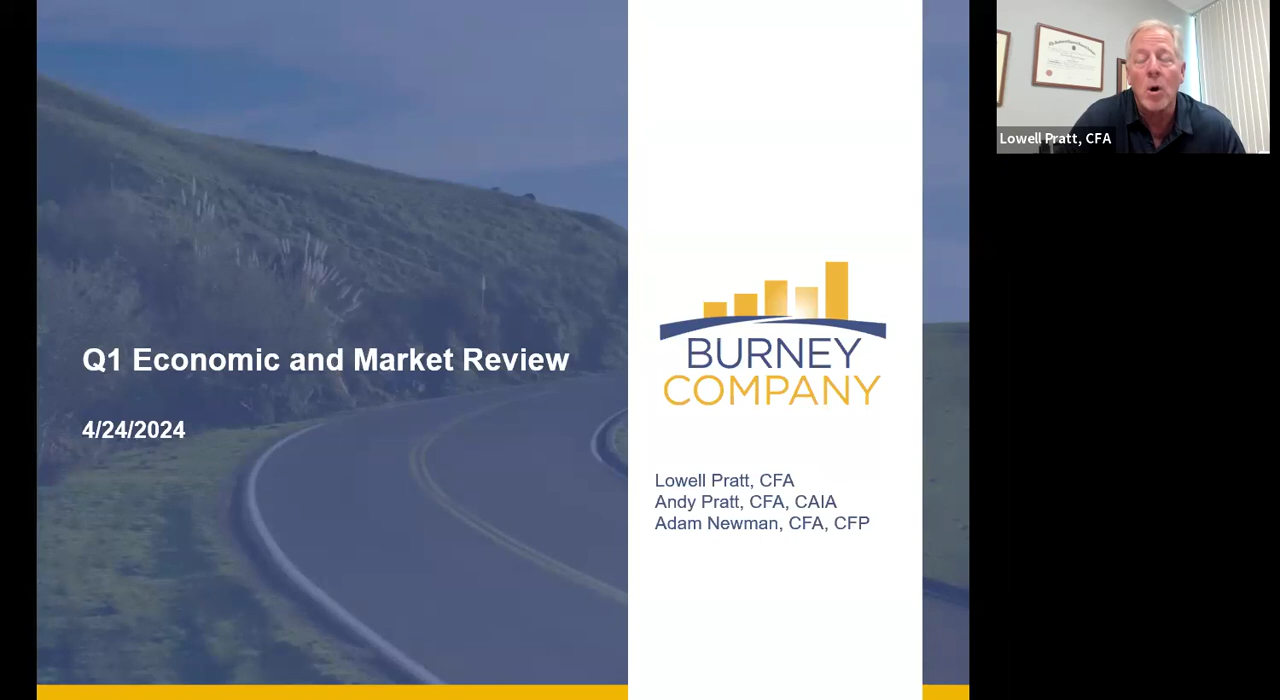 Q1 Economic and Market Review
4/24/2024
BURNEY
COMPANY
Lowell Pratt, CFA
Andy Pratt, CFA, CAIA
Adam Newman, CFA, CFP
Lowell Pratt, CFA